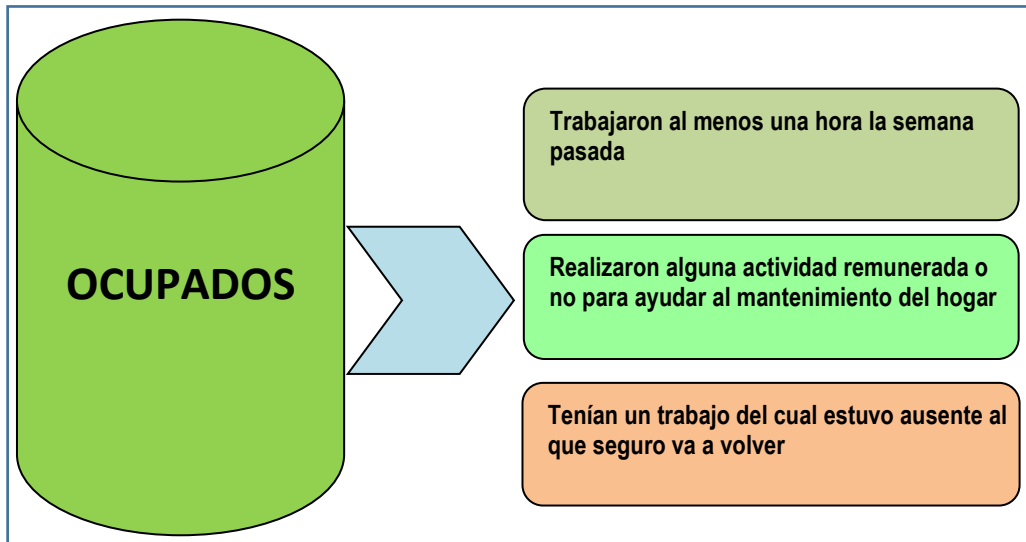 OCUPADOS
Trabajaron al menos una hora la semana
pasada
Realizaron alguna actividad remunerada o
no para ayudar al mantenimiento del hogar
Tenían un trabajo del cual estuvo ausente al
que seguro va a volver